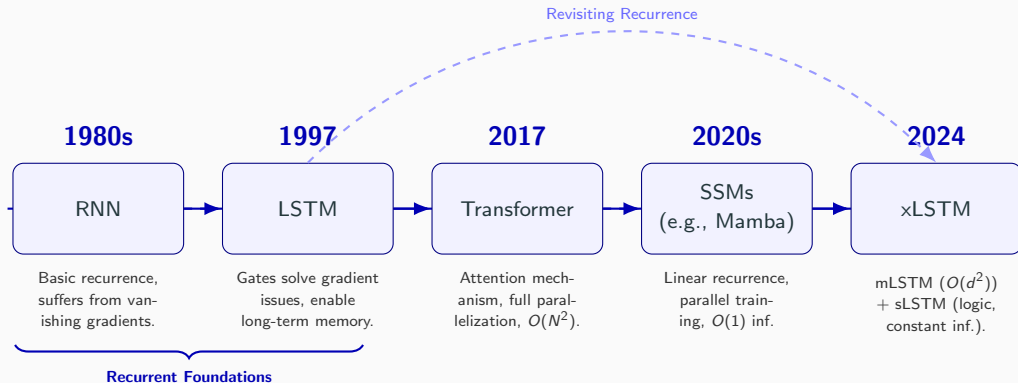 Revisiting Recurrence
1980s
1997
2017
2020s
2024
RNN
LSTM
Transformer
SSMs
(e.g., Mamba)
xLSTM
Basic recurrence,
suffers from van-
ishing gradients.
Gates solve gradient
issues, enable
long-term memory.
Attention mech-
anism, full paral-
lelization, O(N²).
Linear recurrence,
parallel train-
ing, O(1) inf.
mLSTM (O(d²))
+ sLSTM (logic,
constant inf.).
Recurrent Foundations